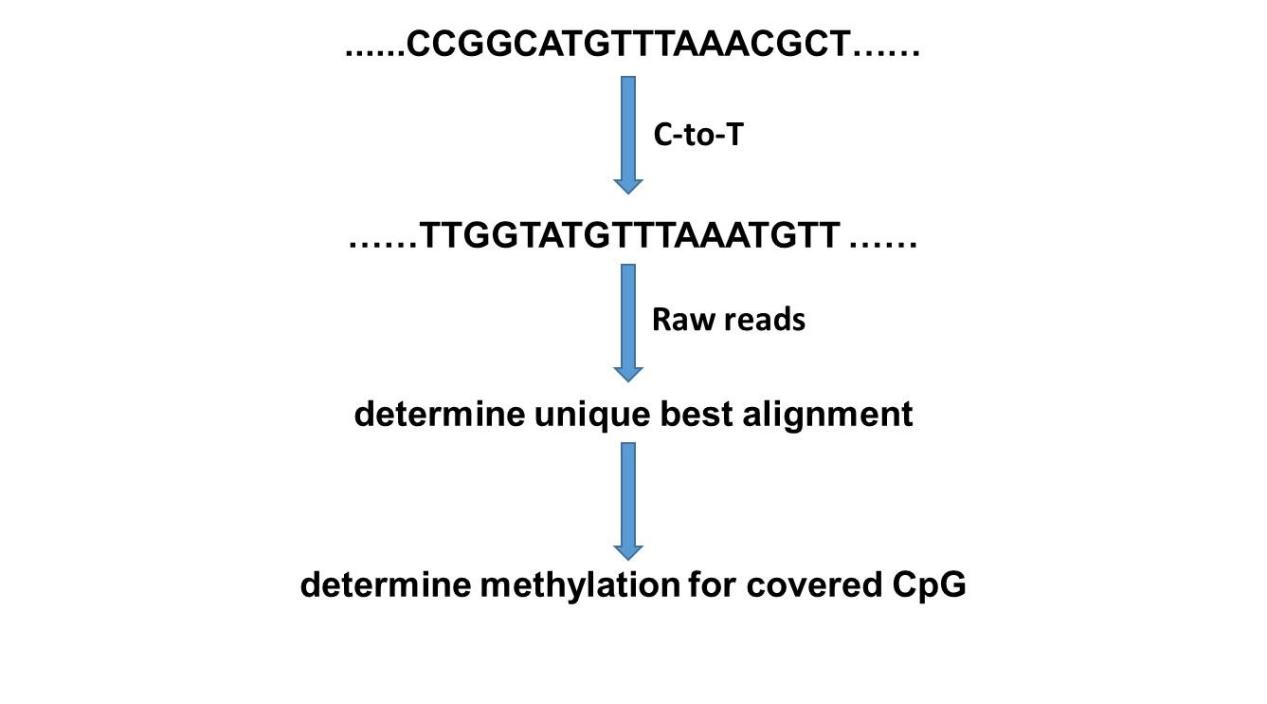 ......CCGGCATGTTTAAACGCT......
C-to-T
......TTGGTATGTTTAAATGTT ......
Raw reads
determine unique best alignment
determine methylation for covered CpG